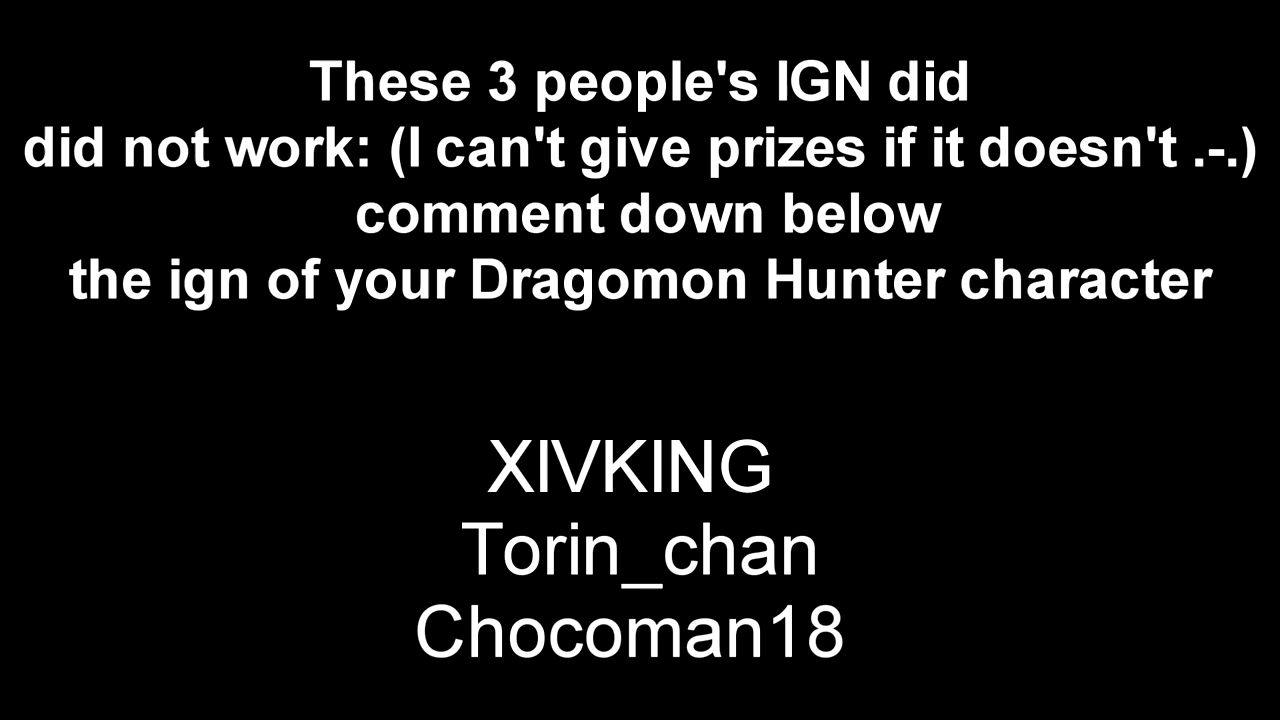 These 3 people's IGN did
did not work: (I can't give prizes if it doesn't .-.)
comment down below
the ign of your Dragomon Hunter character
XIVKING
Torin_chan
Chocoman18